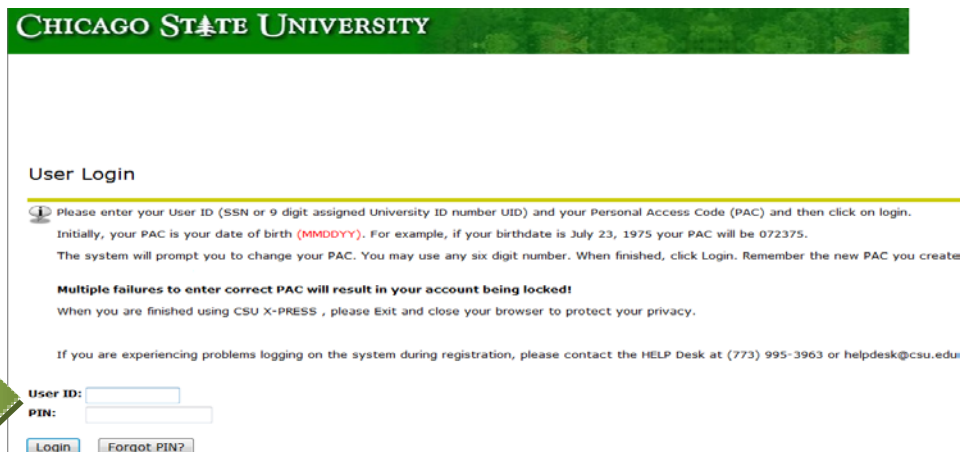 CHICAGO STATE UNIVERSITY
User Login
Please enter your User ID (SSN or 9 digit assigned University ID number UID) and your Personal Access Code (PAC) and then click on login.
Initially, your PAC is your date of birth (MMDDYY). For example, if your birthdate is July 23, 1975 your PAC will be 072375.
The system will prompt you to change your PAC. You may use any six digit number. When finished, click Login. Remember the new PAC you create
Multiple failures to enter correct PAC will result in your account being locked!
When you are finished using CSU X-PRESS , please Exit and close your browser to protect your privacy.
If you are experiencing problems logging on the system during registration, please contact the HELP Desk at (773) 995-3963 or helpdesk@csu.edu
User ID:
PIN:
Login Forgot PIN?